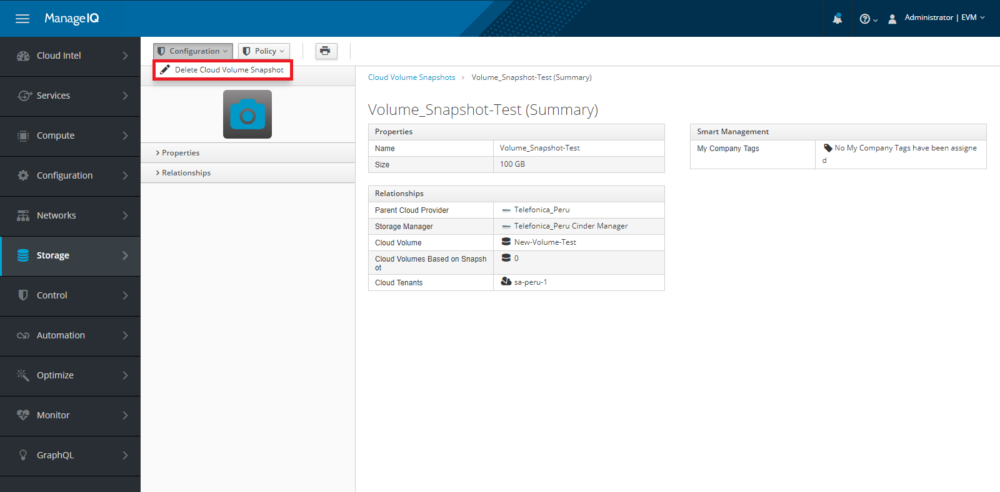 ManageIQ
Administrator | EVM
Cloud Intel
Services
Compute
Configuration
Networks
Storage
Control
Automation
Optimize
Monitor
GraphQL
Configuration
Policy
Delete Cloud Volume Snapshot
Properties
Relationships
Cloud Volume Snapshots > Volume_Snapshot-Test (Summary)
Volume_Snapshot-Test (Summary)
Properties
Name Volume_Snapshot-Test
Size 100 GB
Relationships
Parent Cloud Provider Telefonica_Peru
Storage Manager Telefonica_Peru Cinder Manager
Cloud Volume New-Volume-Test
Cloud Volumes Based on Snapsh 0
ot
Cloud Tenants sa-peru-1
Smart Management
My Company Tags No My Company Tags have been assigne
d